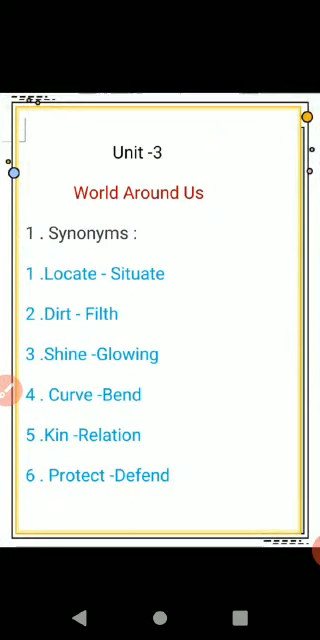 Unit -3
World Around Us
1 . Synonyms :
1 .Locate - Situate
2 .Dirt - Filth
3 .Shine -Glowing
4 . Curve -Bend
5 .Kin -Relation
6 . Protect -Defend